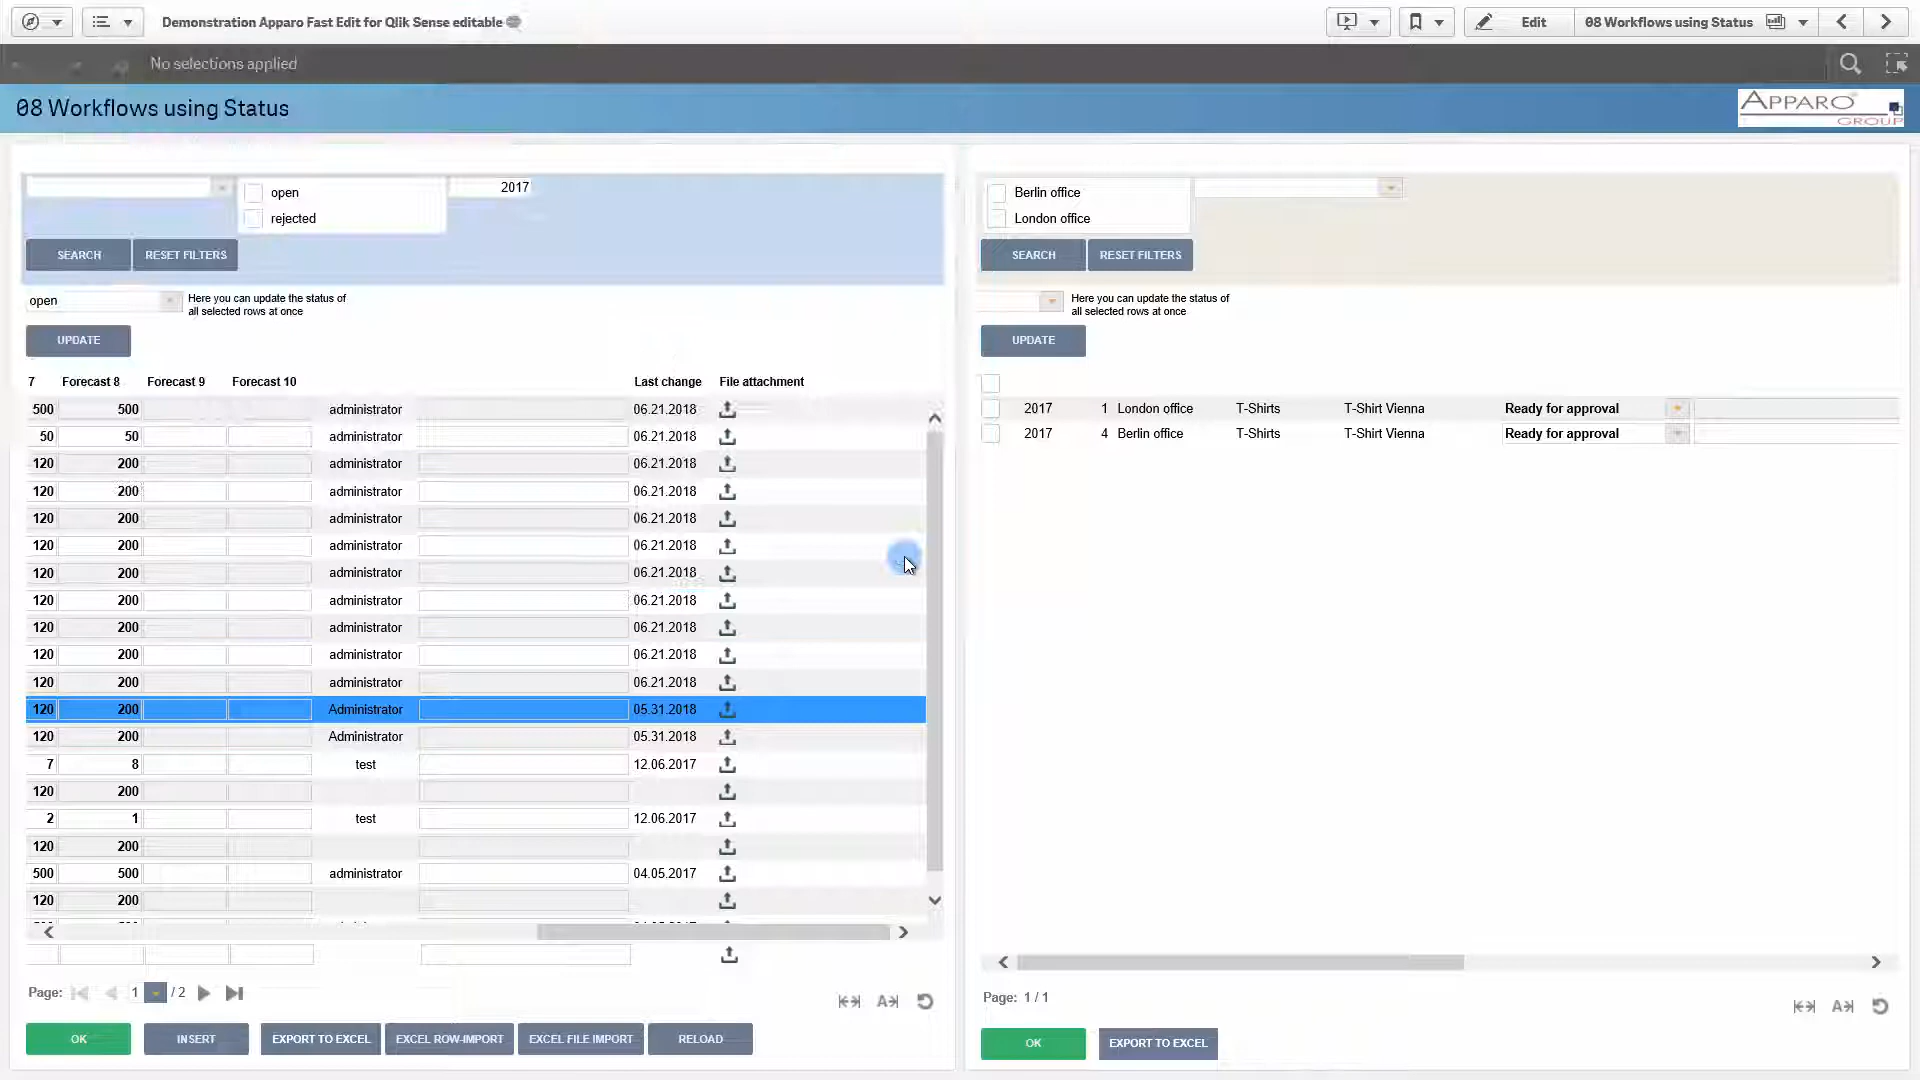 Demonstration Apparo Fast Edit for Qlik Sense editable
Edit
08 Workflows using Status
No selections applied
08 Workflows using Status
APPARO
GROUP
open
rejected
2017
SEARCH
RESET FILTERS
open
Here you can update the status of
all selected rows at once
UPDATE
7 Forecast 8 Forecast 9 Forecast 10 Last change File attachment
500 500 administrator 06.21.2018
50 50 administrator 06.21.2018
120 200 administrator 06.21.2018
120 200 administrator 06.21.2018
120 200 administrator 06.21.2018
120 200 administrator 06.21.2018
120 200 administrator 06.21.2018
120 200 administrator 06.21.2018
120 200 administrator 06.21.2018
120 200 administrator 06.21.2018
120 200 administrator 06.21.2018
120 200 Administrator 05.31.2018
120 200 Administrator 05.31.2018
7 8 test 12.06.2017
120 200
2 1 test 12.06.2017
120 200
500 500 administrator 04.05.2017
120 200
Page: 1 / 2
OK
INSERT
EXPORT TO EXCEL
EXCEL ROW-IMPORT
EXCEL FILE IMPORT
RELOAD
Berlin office
London office
SEARCH
RESET FILTERS
Here you can update the status of
all selected rows at once
UPDATE
2017 1 London office T-Shirts T-Shirt Vienna Ready for approval
2017 4 Berlin office T-Shirts T-Shirt Vienna Ready for approval
Page: 1 / 1
OK
EXPORT TO EXCEL